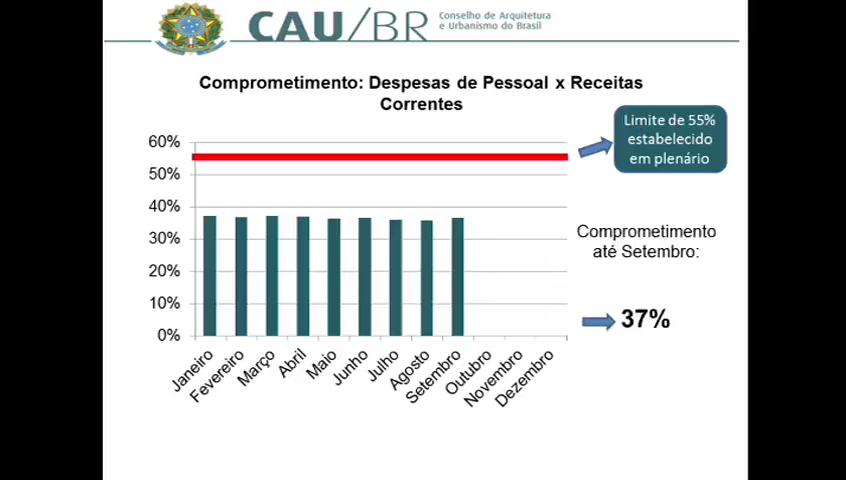 CAU/BR
Conselho de Arquitetura
e Urbanismo do Brasil
Comprometimento: Despesas de Pessoal x Receitas
Correntes
60%
50%
40%
30%
20%
10%
0%
Janeiro
Fevereiro
Março
Abril
Maio
Junho
Julho
Agosto
Setembro
Outubro
Novembro
Dezembro
Limite de 55%
estabelecido
em plenário
Comprometimento
até Setembro:
37%